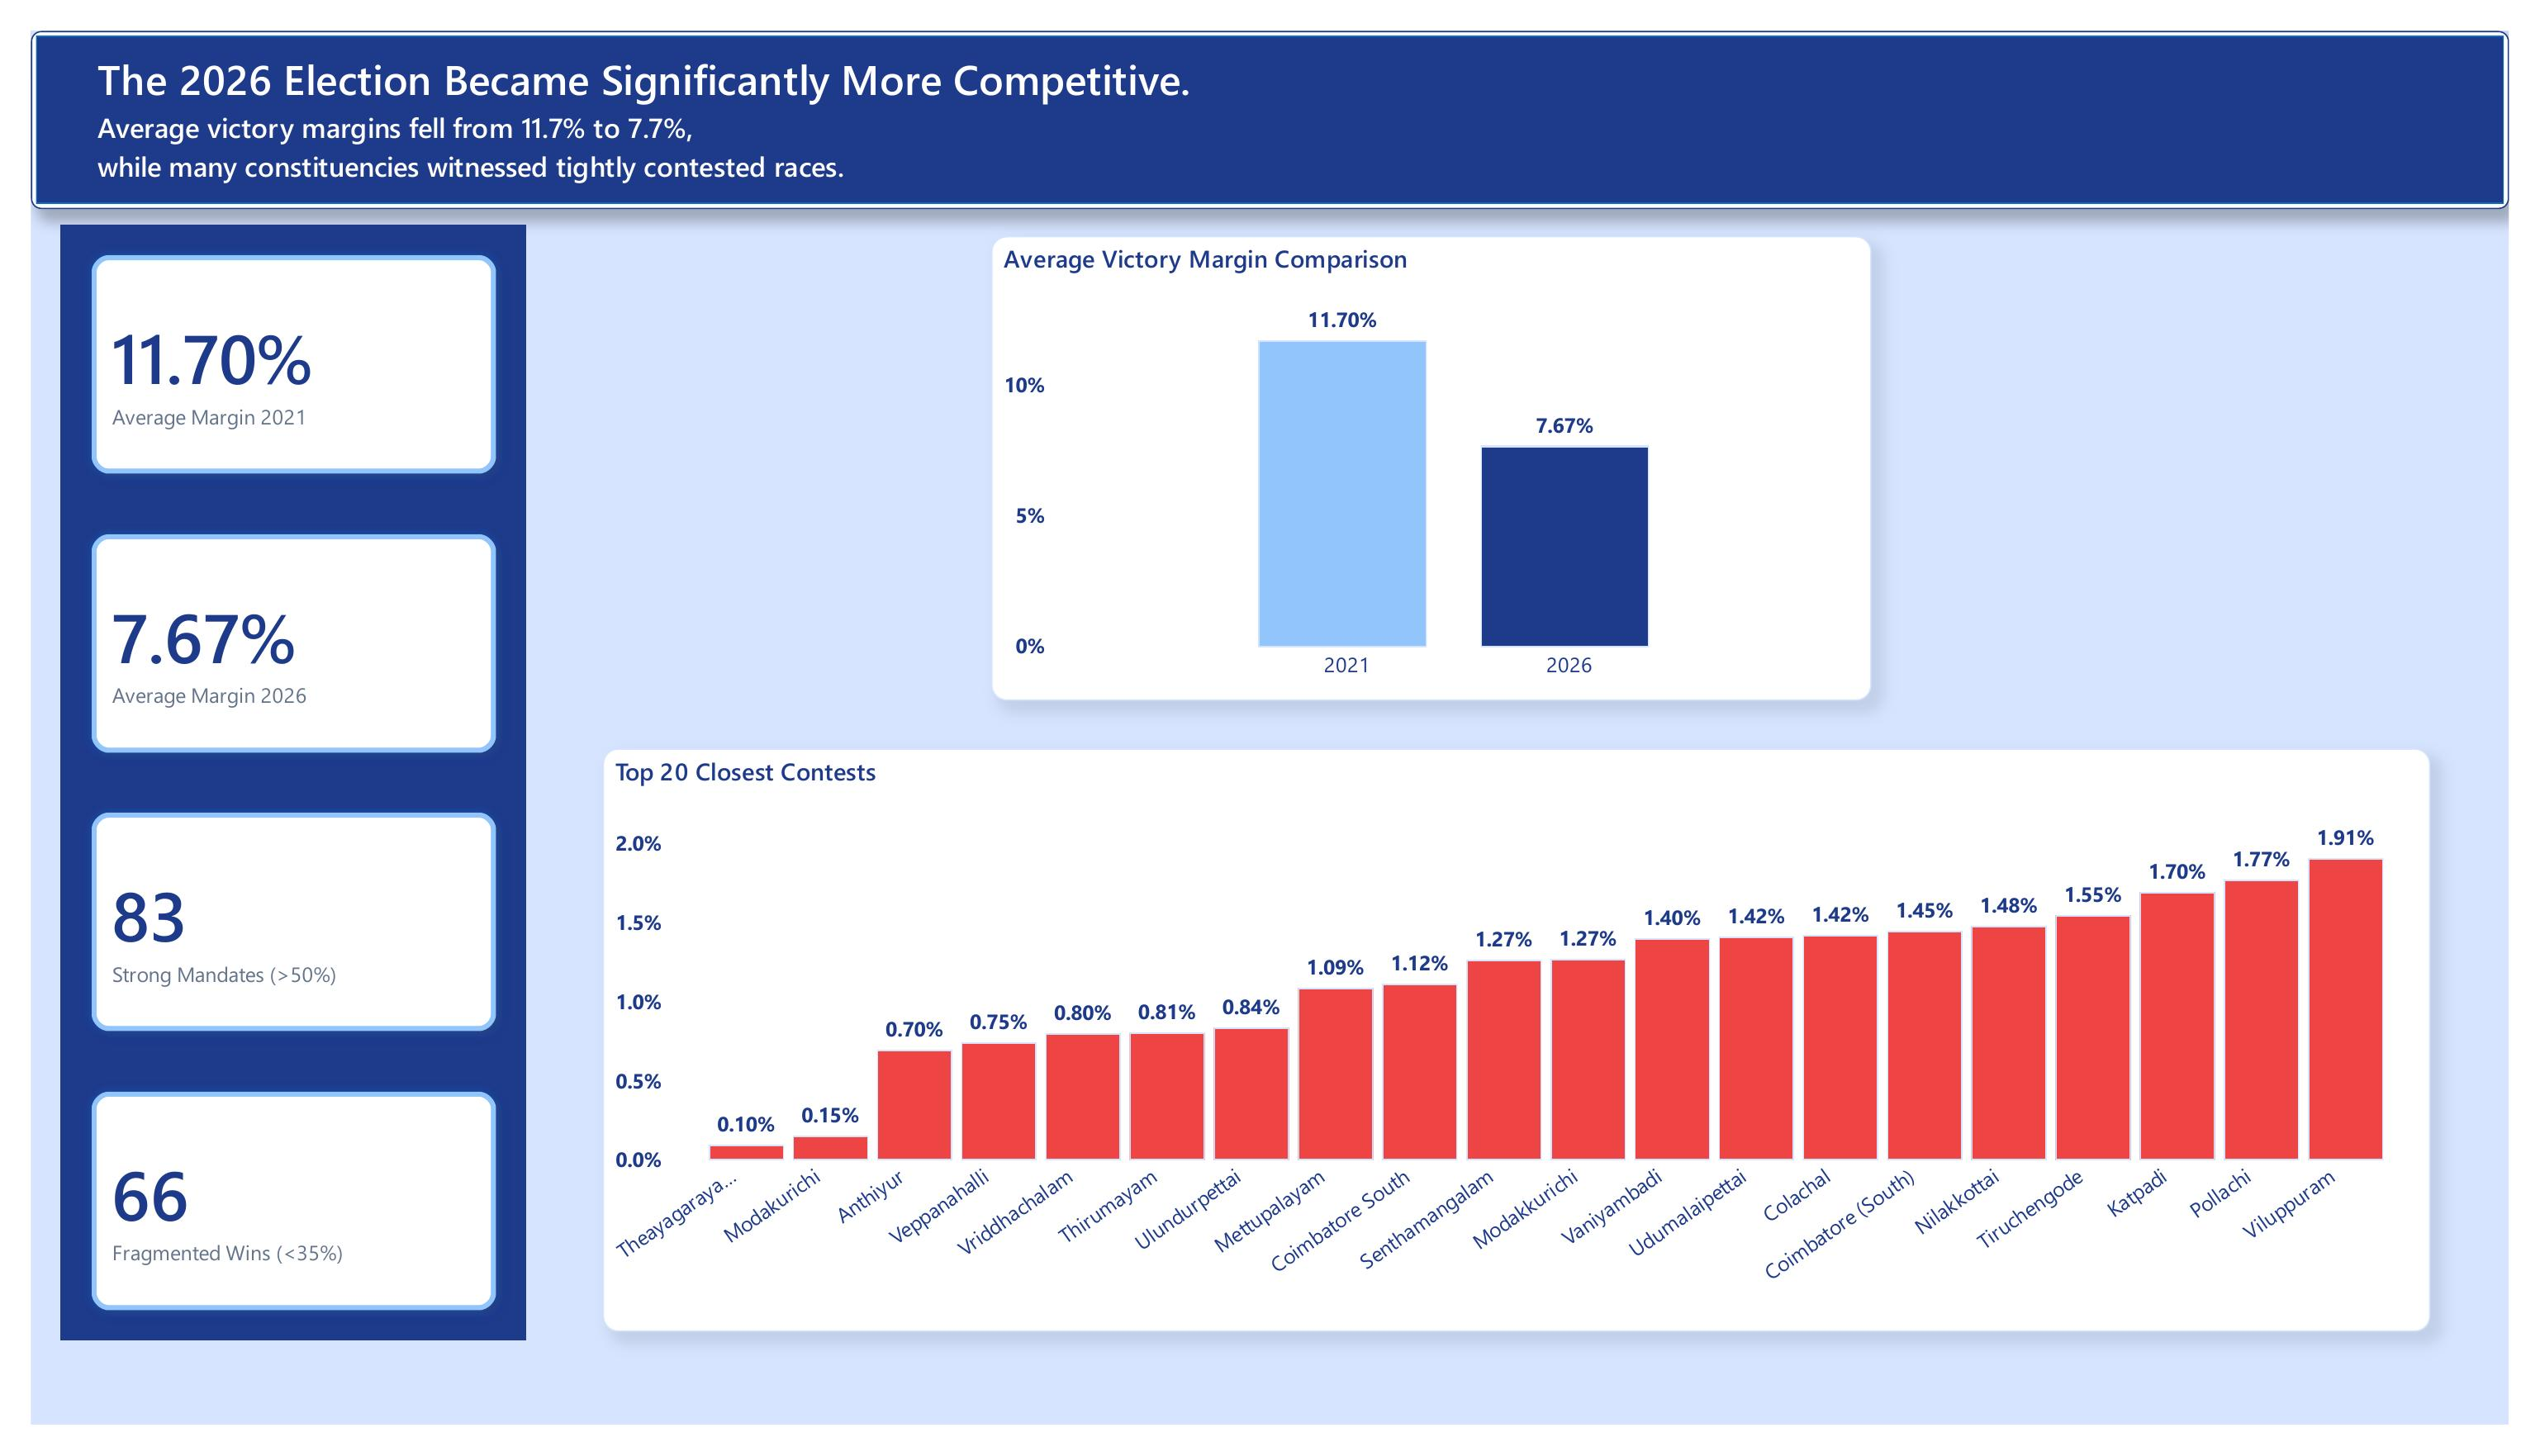 The 2026 Election Became Significantly More Competitive.
Average victory margins fell from 11.7% to 7.7%,
while many constituencies witnessed tightly contested races.
11.70%
Average Margin 2021
7.67%
Average Margin 2026
83
Strong Mandates (>50%)
66
Fragmented Wins (<35%)
Average Victory Margin Comparison
11.70%
7.67%
10%
5%
0%
2021
2026
Top 20 Closest Contests
2.0%
1.5%
1.0%
0.5%
0.0%
0.10%
0.15%
0.70%
0.75%
0.80%
0.81%
0.84%
1.09%
1.12%
1.27%
1.27%
1.40%
1.42%
1.42%
1.45%
1.48%
1.55%
1.70%
1.77%
1.91%
Theayagaraya...
Modakurichi
Anthiyur
Veppanahalli
Vriddhachalam
Thirumayam
Ulundurpettai
Mettupalayam
Coimbatore South
Senthamangalam
Modakkurichi
Vaniyambadi
Udumalaipettai
Colachal
Coimbatore (South)
Nilakkottai
Tiruchengode
Katpadi
Pollachi
Viluppuram